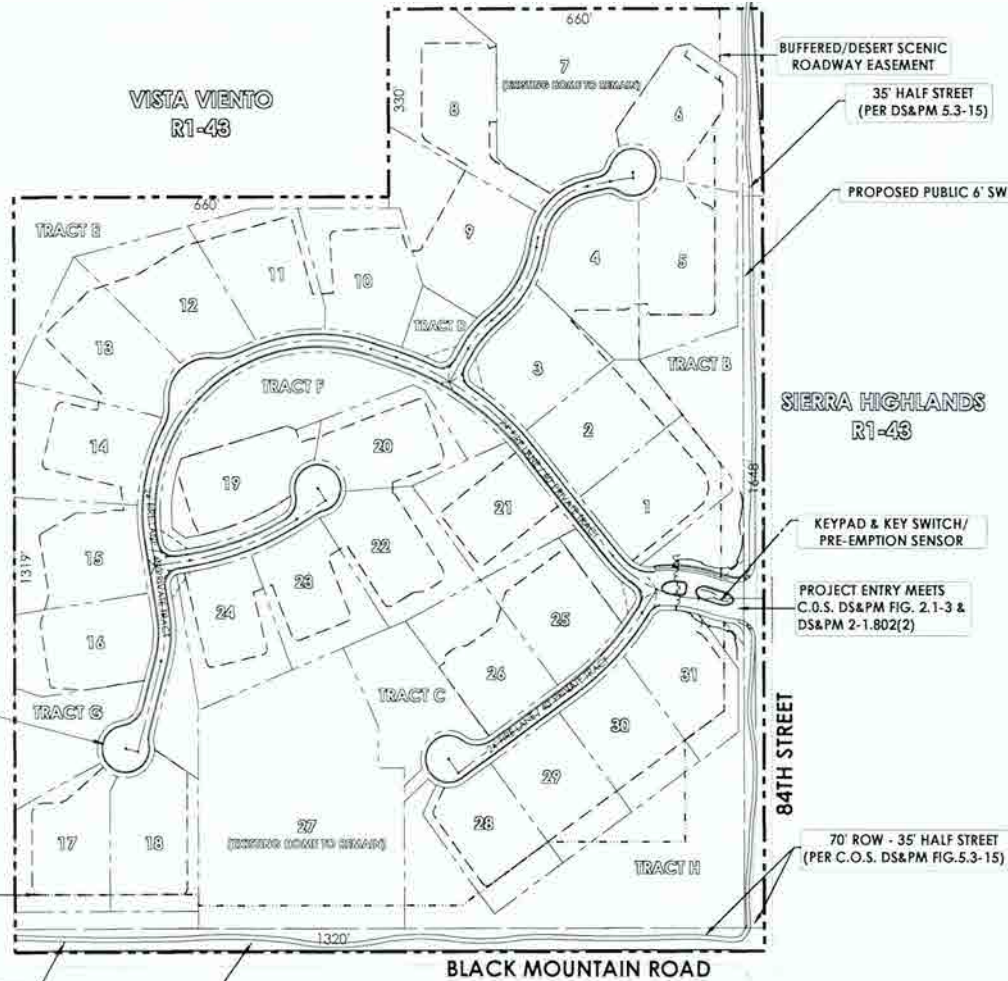 660'
BUFFERED/DESERT SCENIC
ROADWAY EASEMENT
7
(EXISTING HOME TO REMAIN)
VISTA VIENTO
R1-43
330'
8
6
35' HALF STREET
(PER DS&PM 5.3-15)
PROPOSED PUBLIC 6' SW
660'
TRACT E
9
4
5
11
10
12
TRACT D
13
TRACT F
3
TRACT B
SIERRA HIGHLANDS
R1-43
2
14
20
19
1648'
21
1
KEYPAD & KEY SWITCH/
PRE-EMPTION SENSOR
22
15
1319'
23
PROJECT ENTRY MEETS
C.O.S. DS&PM FIG. 2.1-3 &
DS&PM 2-1.802(2)
24
25
16
26
31
TRACT C
TRACT G
30
84TH STREET
29
27
(EXISTING HOME TO REMAIN)
28
17
18
70' ROW - 35' HALF STREET
(PER C.O.S. DS&PM FIG.5.3-15)
TRACT H
1320'
BLACK MOUNTAIN ROAD